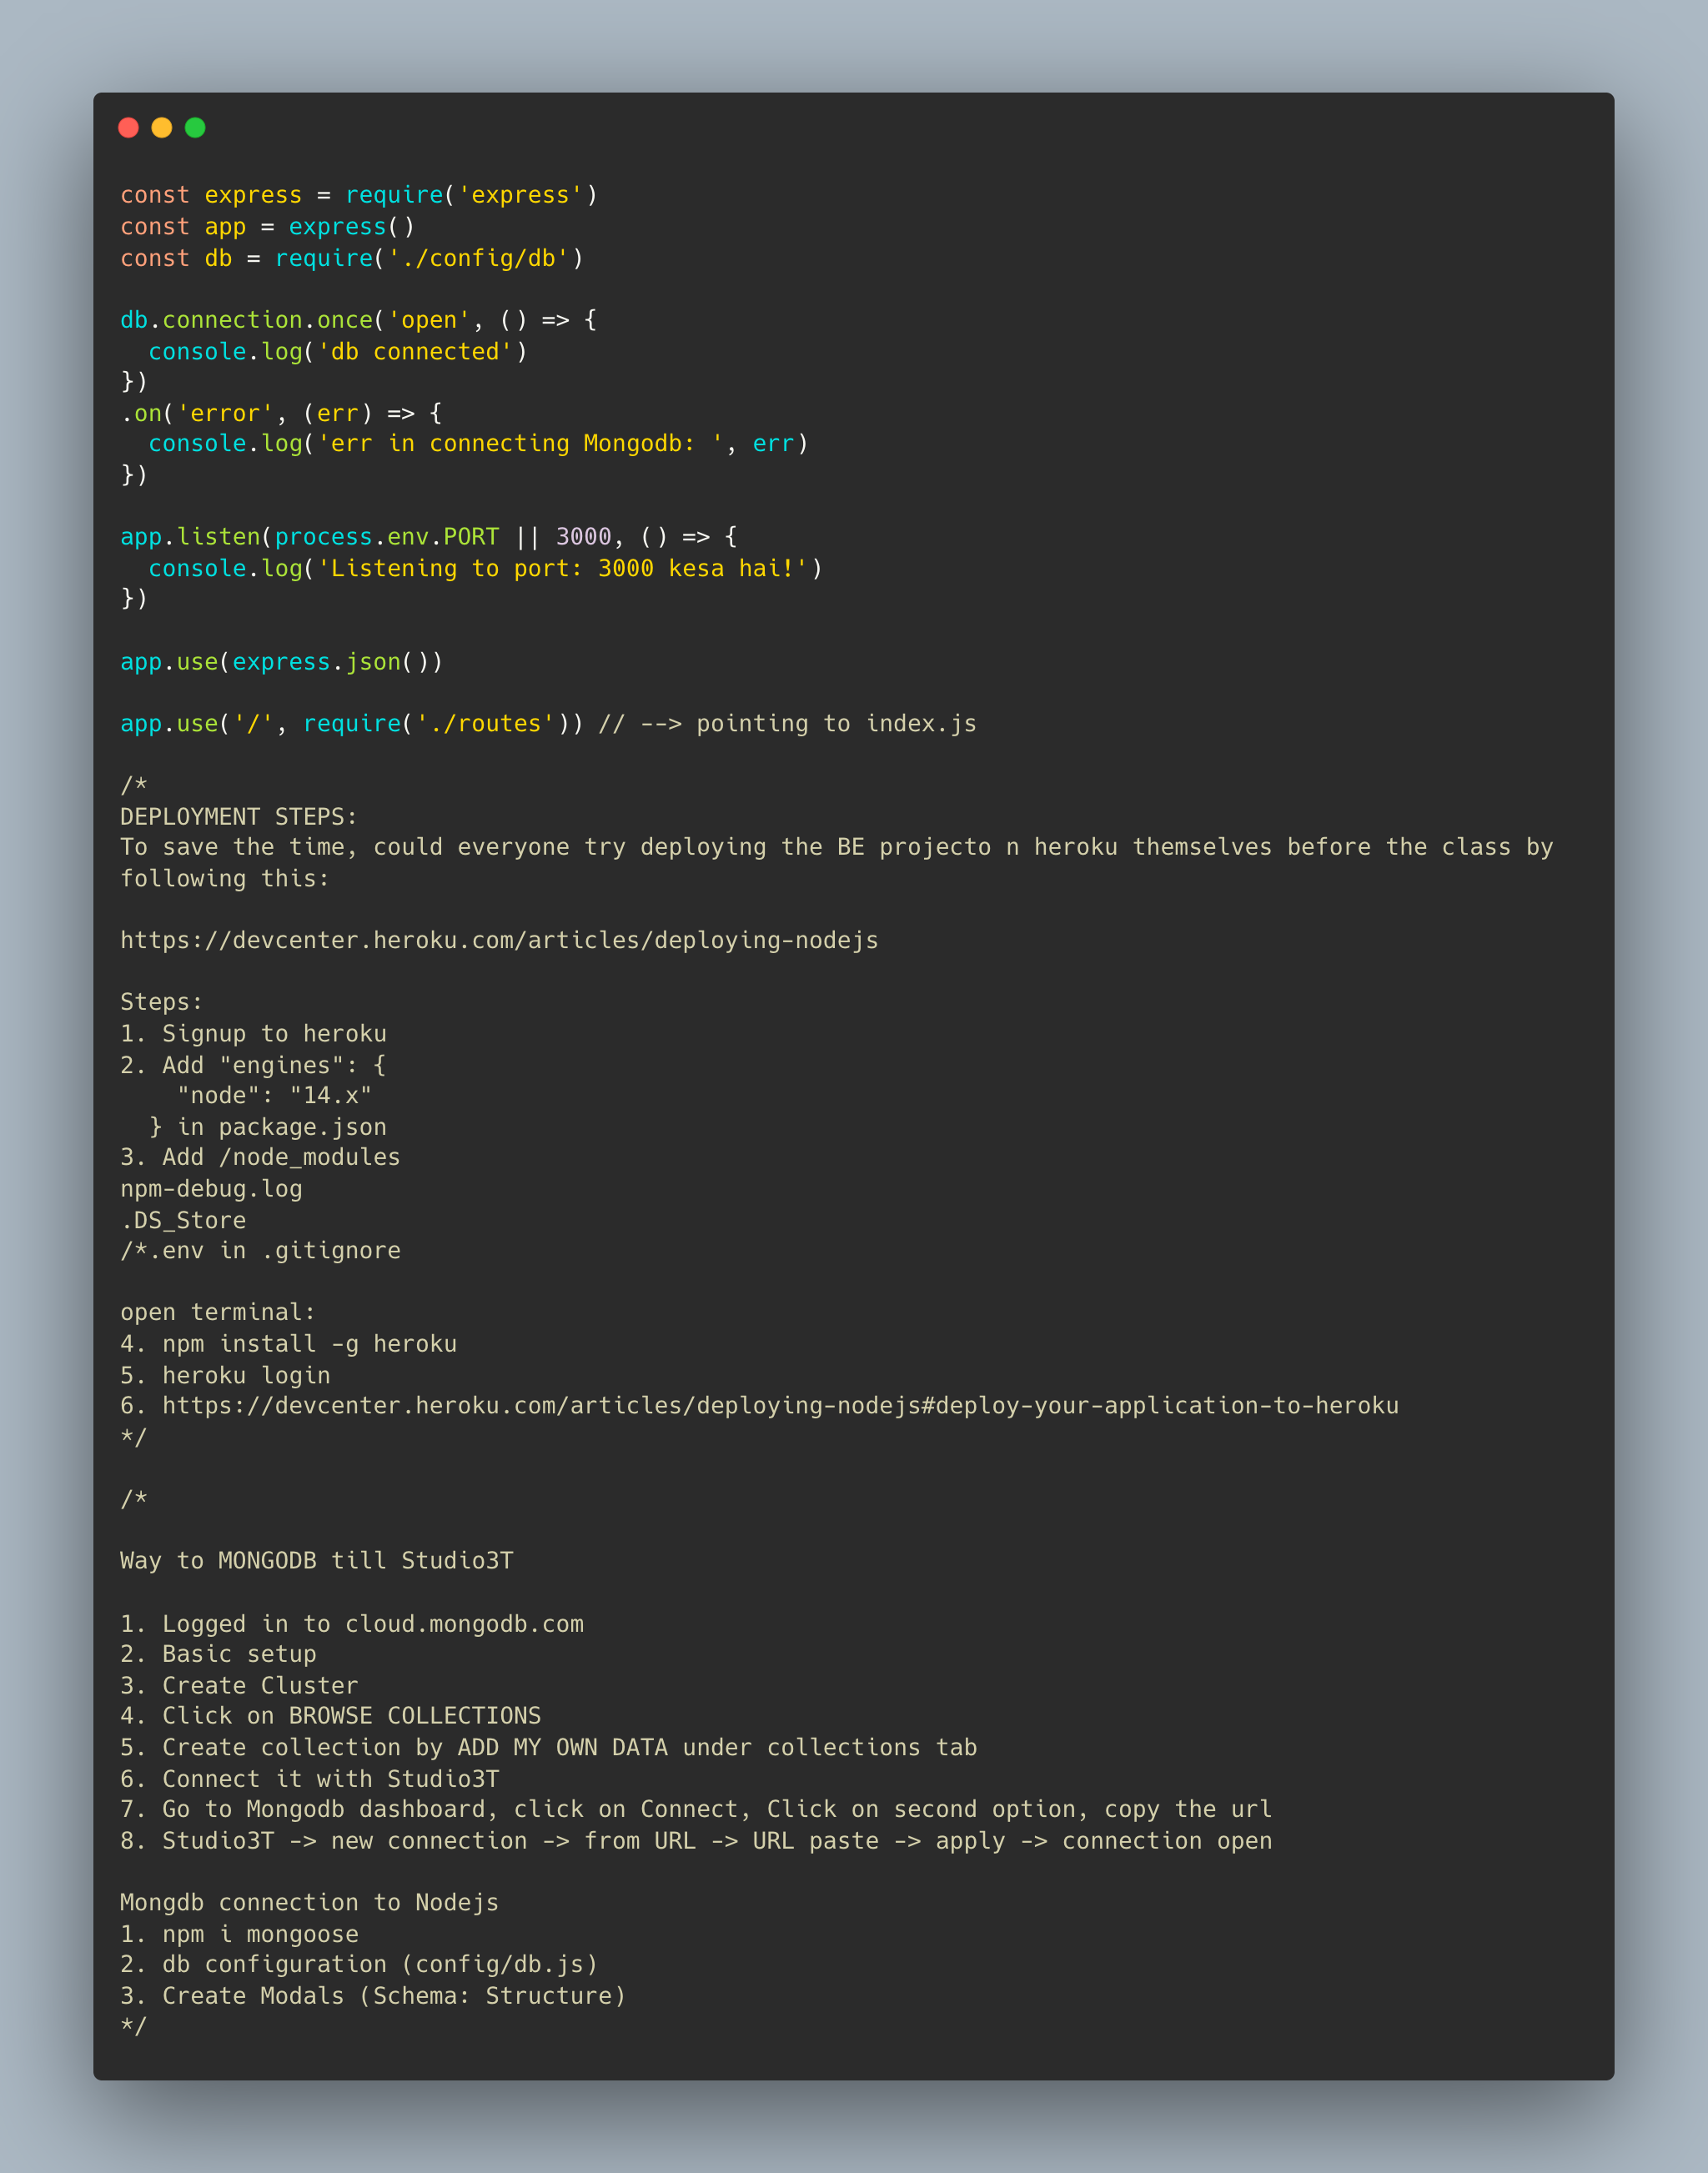 const express = require('express')
const app = express()
const db = require('./config/db')

db.connection.once('open', () => {
  console.log('db connected')
})
.on('error', (err) => {
  console.log('err in connecting Mongodb: ', err)
})

app.listen(process.env.PORT || 3000, () => {
  console.log('Listening to port: 3000 kesa hai!')
})

app.use(express.json())

app.use('/', require('./routes')) // --> pointing to index.js

/*
DEPLOYMENT STEPS:
To save the time, could everyone try deploying the BE projecto n heroku themselves before the class by
following this:

https://devcenter.heroku.com/articles/deploying-nodejs

Steps:
1. Signup to heroku
2. Add "engines": {
    "node": "14.x"
  } in package.json
3. Add /node_modules
npm-debug.log
.DS_Store
/*.env in .gitignore

open terminal:
4. npm install -g heroku
5. heroku login
6. https://devcenter.heroku.com/articles/deploying-nodejs#deploy-your-application-to-heroku
*/

/*

Way to MONGODB till Studio3T

1. Logged in to cloud.mongodb.com
2. Basic setup
3. Create Cluster
4. Click on BROWSE COLLECTIONS
5. Create collection by ADD MY OWN DATA under collections tab
6. Connect it with Studio3T
7. Go to Mongodb dashboard, click on Connect, Click on second option, copy the url
8. Studio3T -> new connection -> from URL -> URL paste -> apply -> connection open

Mongdb connection to Nodejs
1. npm i mongoose
2. db configuration (config/db.js)
3. Create Modals (Schema: Structure)
*/